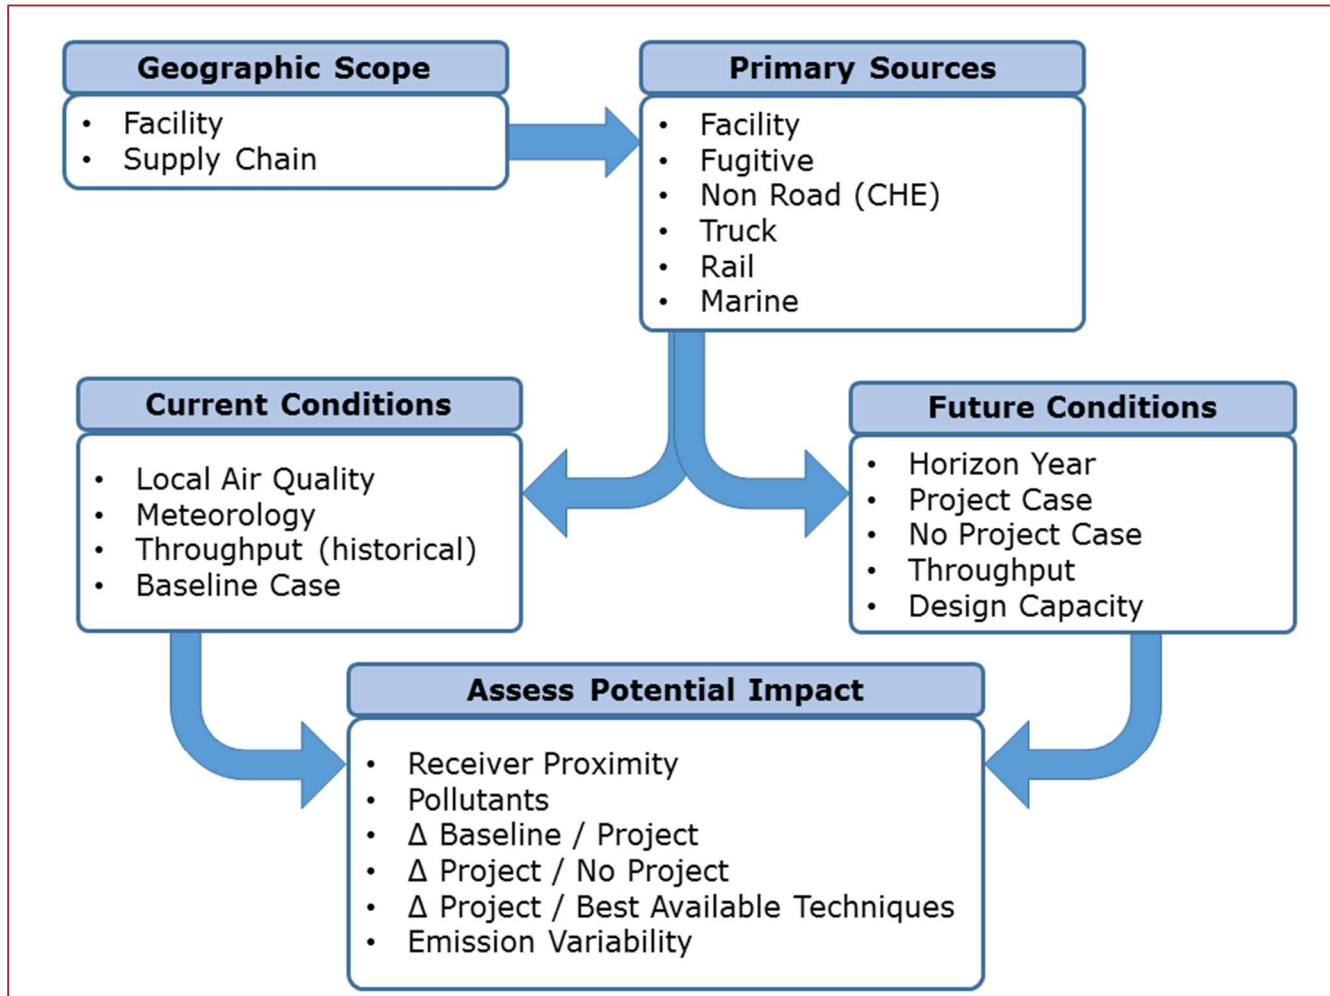 Geographic Scope
• Facility
• Supply Chain
Primary Sources
• Facility
• Fugitive
• Non Road (CHE)
• Truck
• Rail
• Marine
Current Conditions
• Local Air Quality
• Meteorology
• Throughput (historical)
• Baseline Case
Future Conditions
• Horizon Year
• Project Case
• No Project Case
• Throughput
• Design Capacity
Assess Potential Impact
• Receiver Proximity
• Pollutants
• Δ Baseline / Project
• Δ Project / No Project
• Δ Project / Best Available Techniques
• Emission Variability